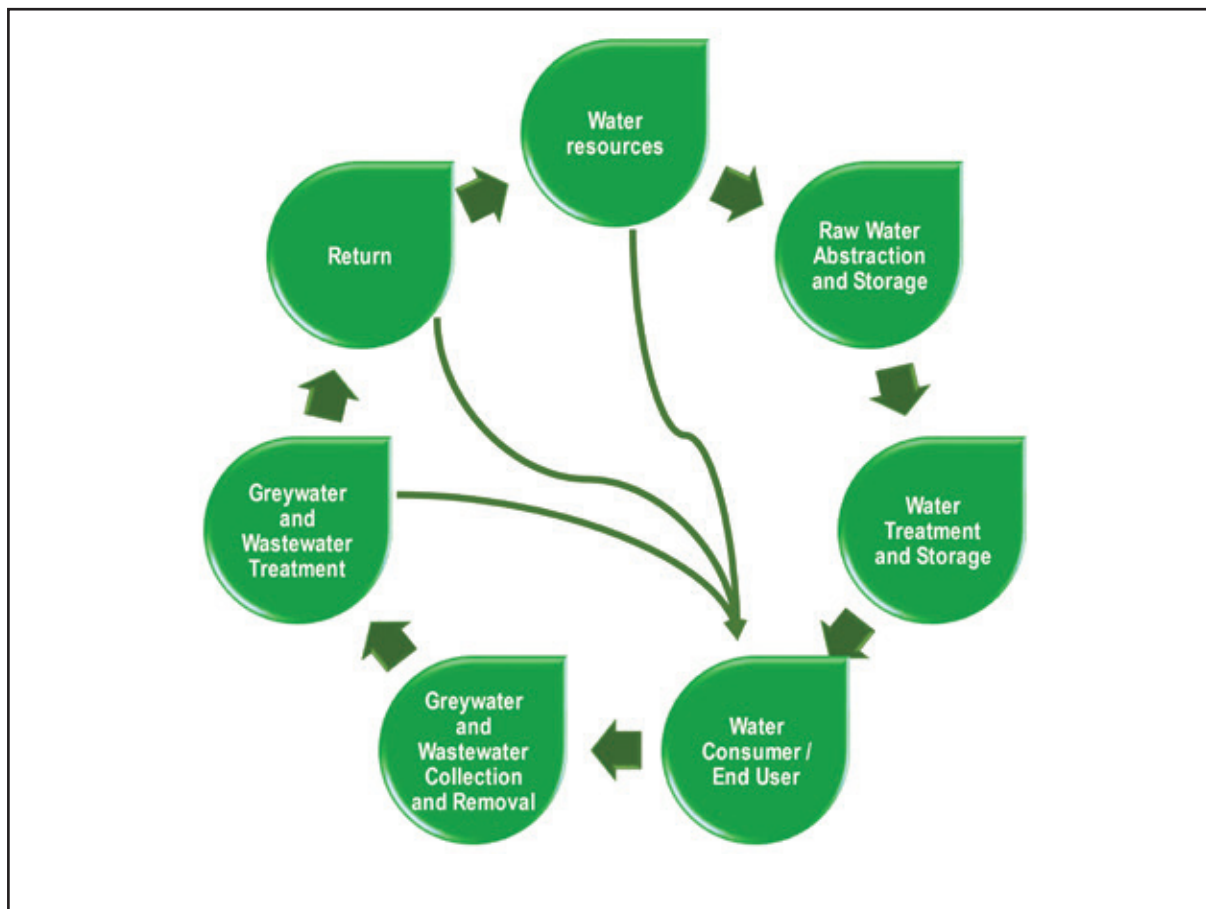 Water
resources
Raw Water
Abstraction
and Storage
Water
Treatment
and Storage
Water
Consumer /
End User
Greywater
and
Wastewater
Collection
and Removal
Greywater
and
Wastewater
Treatment
Return